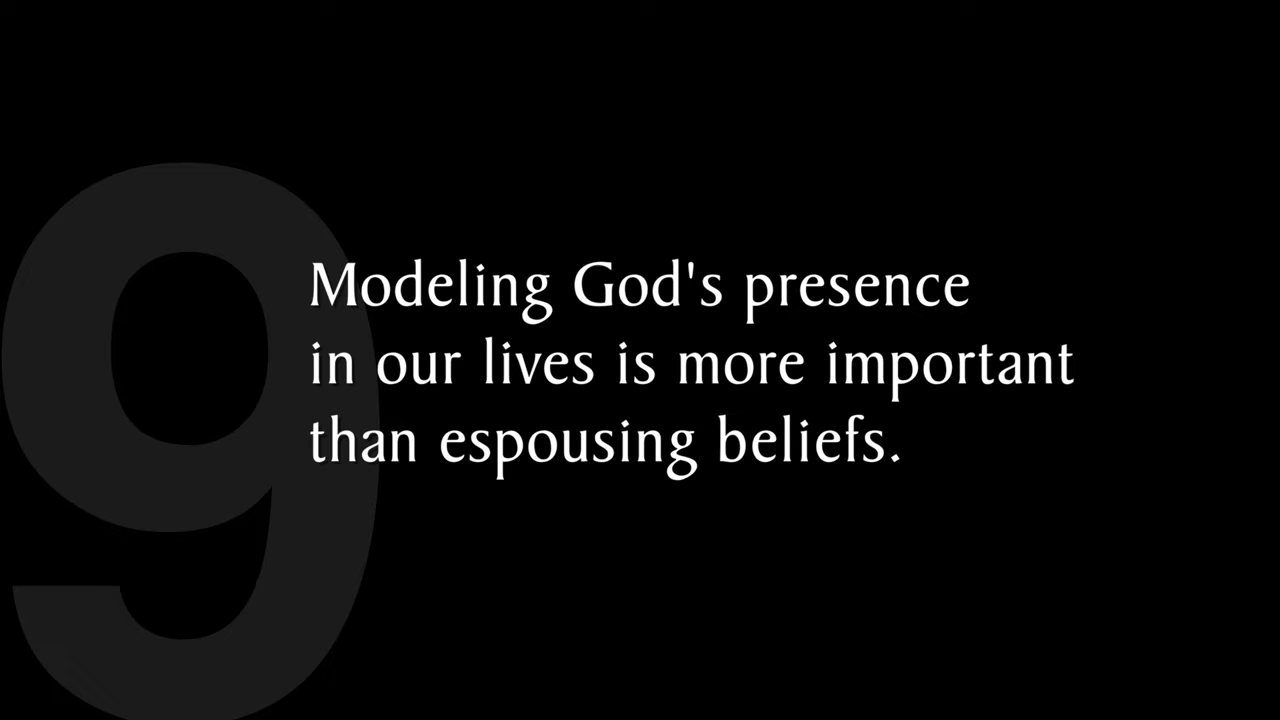 9
Modeling God's presence
in our lives is more important
than espousing beliefs.